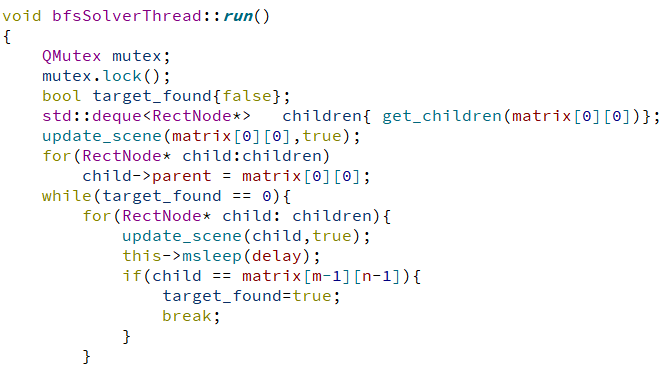 void bfsSolverThread::run()
{
    QMutex mutex;
    mutex.lock();
    bool target_found{false};
    std::deque<RectNode*>   children{ get_children(matrix[0][0])};
    update_scene(matrix[0][0],true);
    for(RectNode* child:children)
        child->parent = matrix[0][0];
    while(target_found == 0){
        for(RectNode* child: children){
            update_scene(child,true);
            this->msleep(delay);
            if(child == matrix[m-1][n-1]){
                target_found=true;
                break;
            }
        }